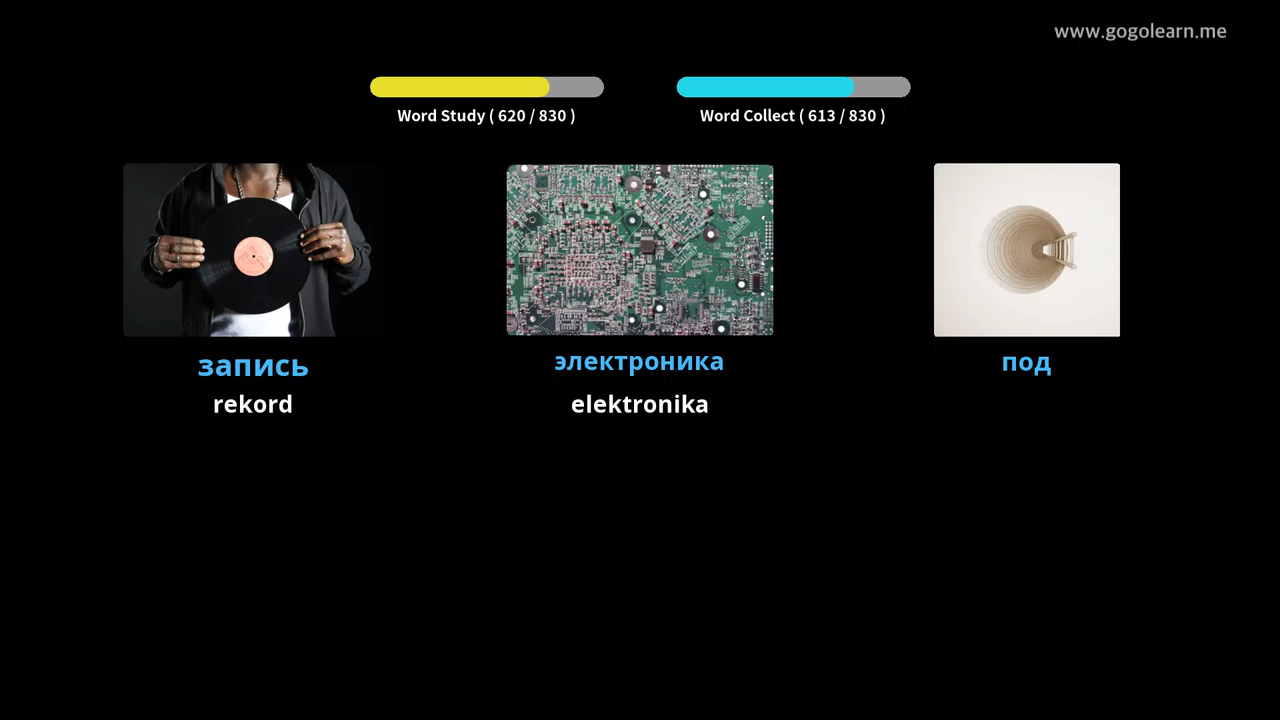 www.gogolearn.me
Word Study ( 620 / 830 )
Word Collect ( 613 / 830 )
запись
электроника
под
rekord
elektronika